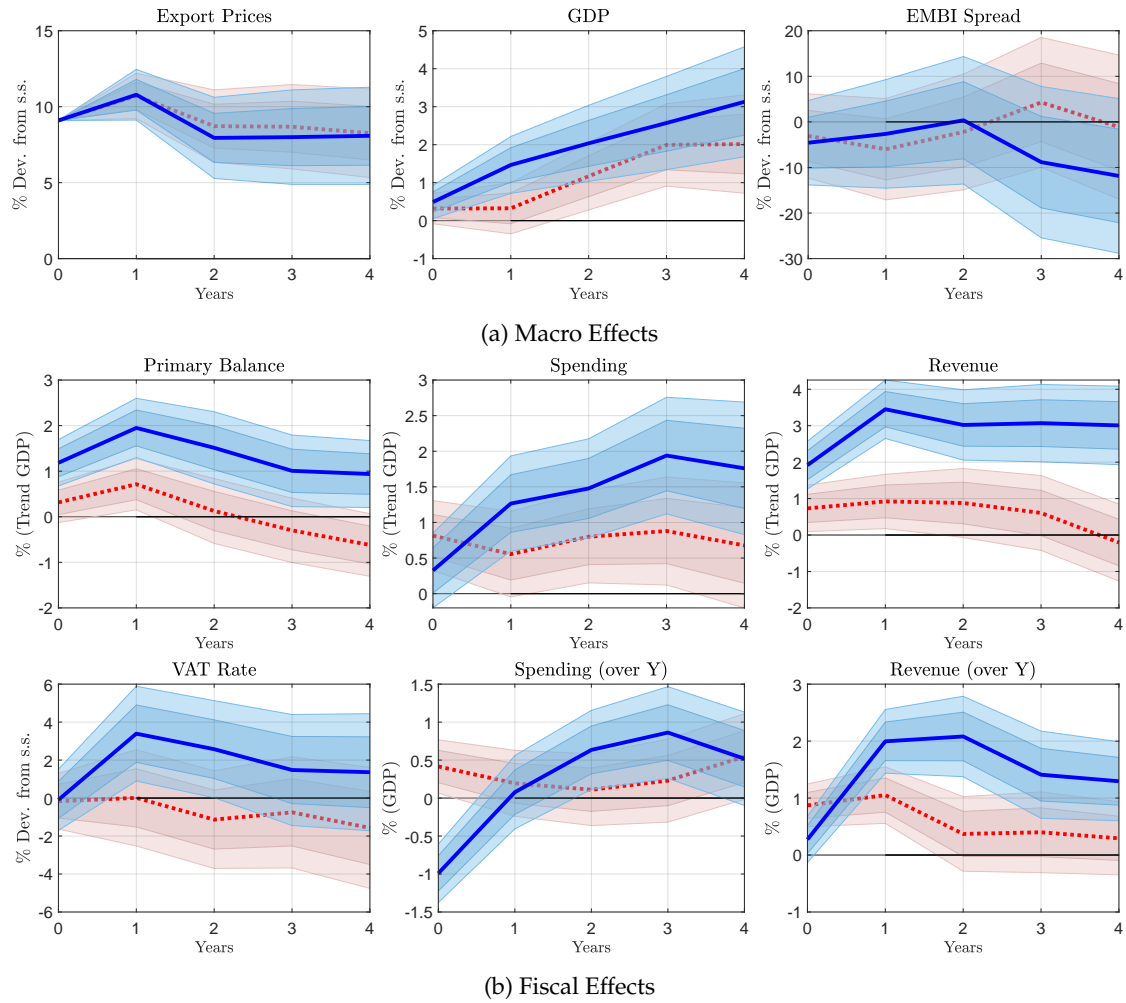 Export Prices GDP EMBI Spread
15 5 20
4 10
10 3 0
2
5 1 -10
0 -20
0 -1 -30
% Dev. from s.s. % Dev. from s.s. % Dev. from s.s.
0 1 2 3 4 0 1 2 3 4 0 1 2 3 4
Years Years Years
(a) Macro Effects
Primary Balance Spending Revenue
3 3 4
2 2.5 3
1 2 2
0 1.5 1
-1 1 0
-2 0.5 -1
0 -2
% (Trend GDP) % (Trend GDP) % (Trend GDP)
0 1 2 3 4 0 1 2 3 4 0 1 2 3 4
VAT Rate Spending (over Y) Revenue (over Y)
6 1.5 3
4 1 2
2 0.5 1
0 0 0
-2 -0.5 -1
-4 -1
-6 -1.5
% Dev. from s.s. % (GDP) % (GDP)
0 1 2 3 4 0 1 2 3 4 0 1 2 3 4
Years Years Years
(b) Fiscal Effects